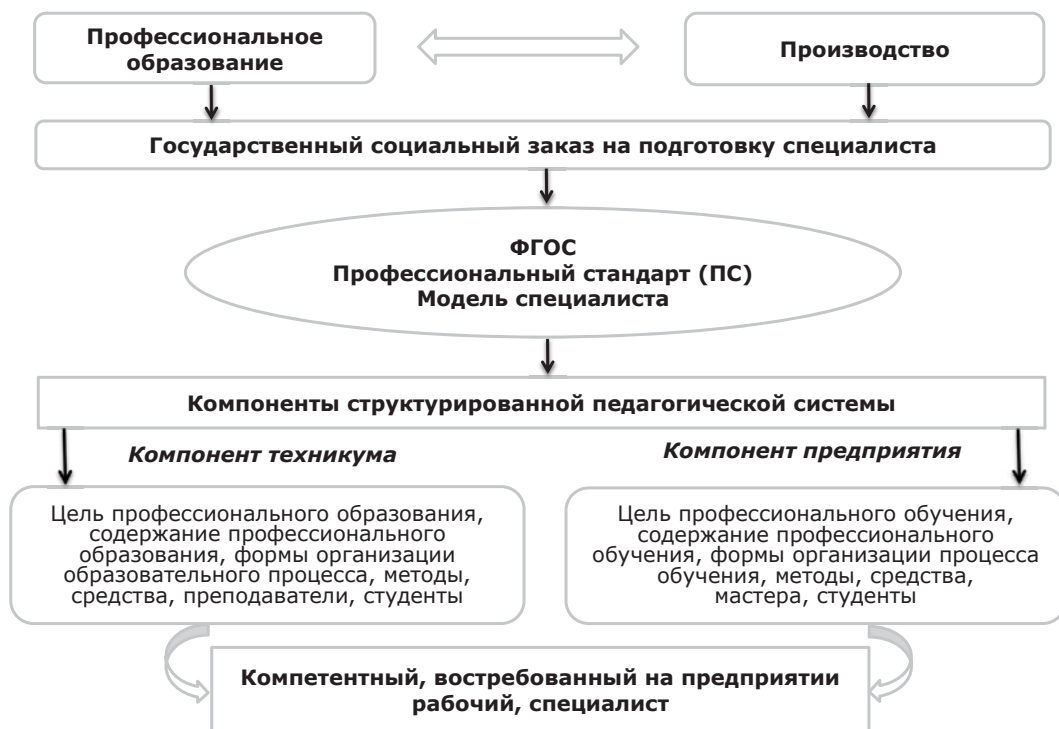 Профессиональное
образование
Производство
Государственный социальный заказ на подготовку специалиста
ФГОС
Профессиональный стандарт (ПС)
Модель специалиста
Компоненты структурированной педагогической системы
Компонент техникума
Компонент предприятия
Цель профессионального образования,
содержание профессионального
образования, формы организации
образовательного процесса, методы,
средства, преподаватели, студенты
Цель профессионального обучения,
содержание профессионального
обучения, формы организации процесса
обучения, методы, средства,
мастера, студенты
Компетентный, востребованный на предприятии
рабочий, специалист